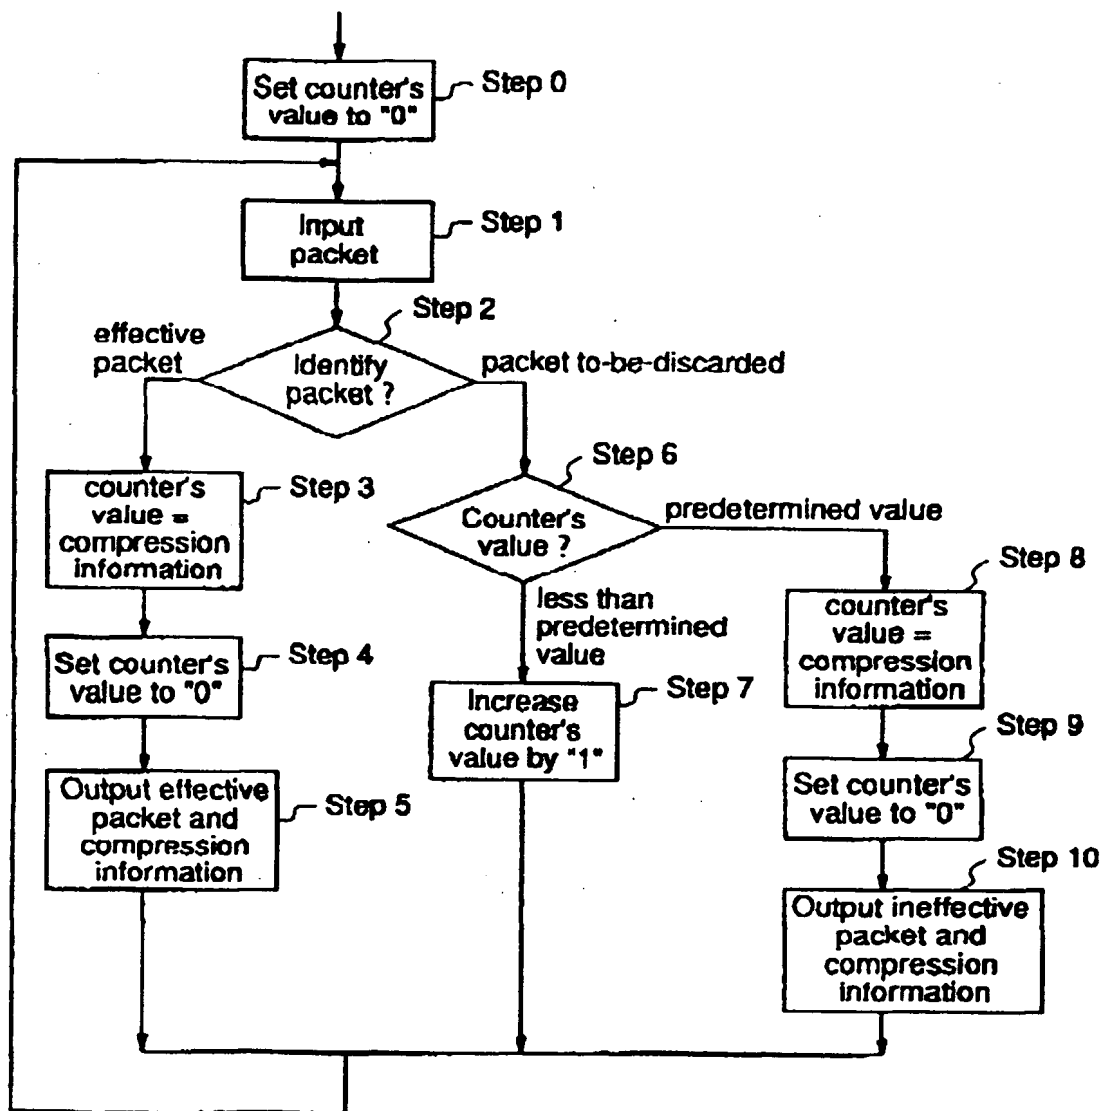 Set counter's
value to "0"
Step 0
Input
packet
Step 1
Step 2
effective
packet
Identify
packet ?
packet to-be-discarded
Step 6
counter's
value =
compression
information
Step 3
Counter's
value ?
predetermined value
Step 8
less than
predetermined
value
counter's
value =
compression
information
Set counter's
value to "0"
Step 4
Increase
counter's
value by "1"
Step 7
Step 9
Set counter's
value to "0"
Output effective
packet and
compression
information
Step 5
Step 10
Output ineffective
packet and
compression
information